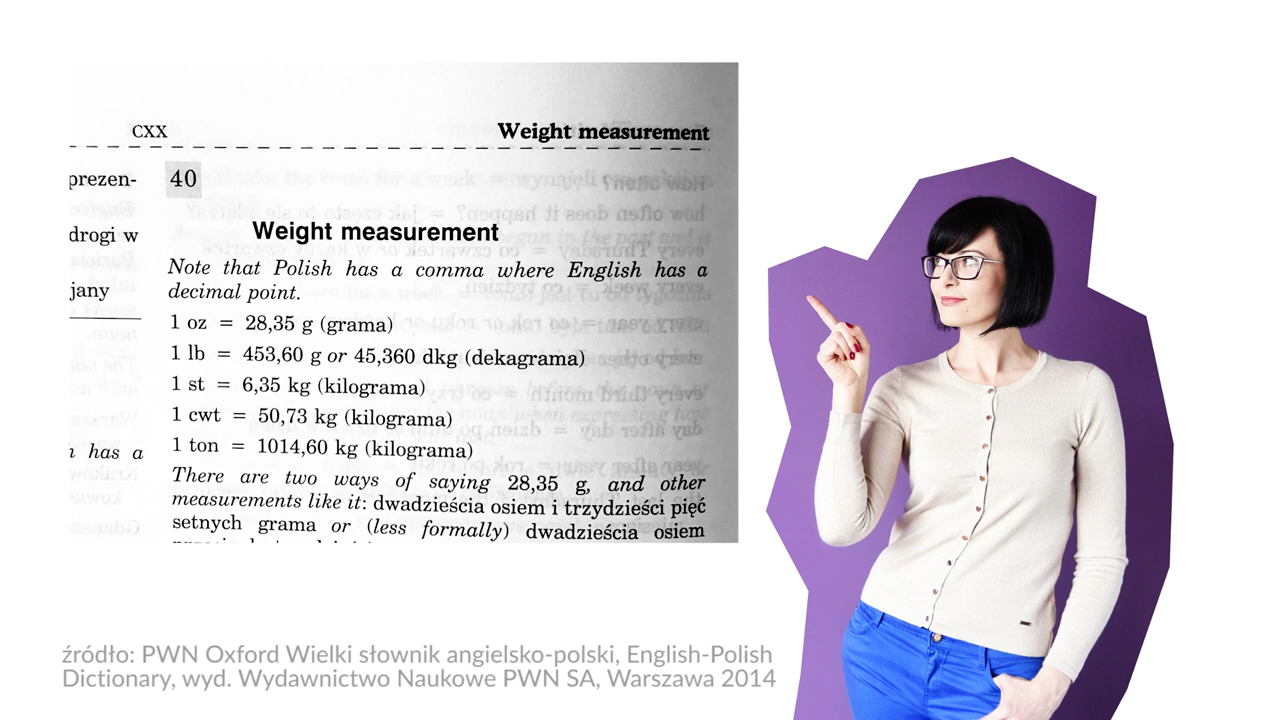 CXX
Weight measurement
prezen-
drogi w
jany
h has a
40
Weight measurement
Note that Polish has a comma where English has a
decimal point.
1 oz = 28,35 g (grama)
1 lb = 453,60 g or 45,360 dkg (dekagrama)
1 st = 6,35 kg (kilograma)
1 cwt = 50,73 kg (kilograma)
1 ton = 1014,60 kg (kilograma)
There are two ways of saying 28,35 g, and other
measurements like it: dwadzieścia osiem i trzydzieści pięć
setnych grama or (less formally) dwadzieścia osiem
źródło: PWN Oxford Wielki słownik angielsko-polski, English-Polish
Dictionary, wyd. Wydawnictwo Naukowe PWN SA, Warszawa 2014